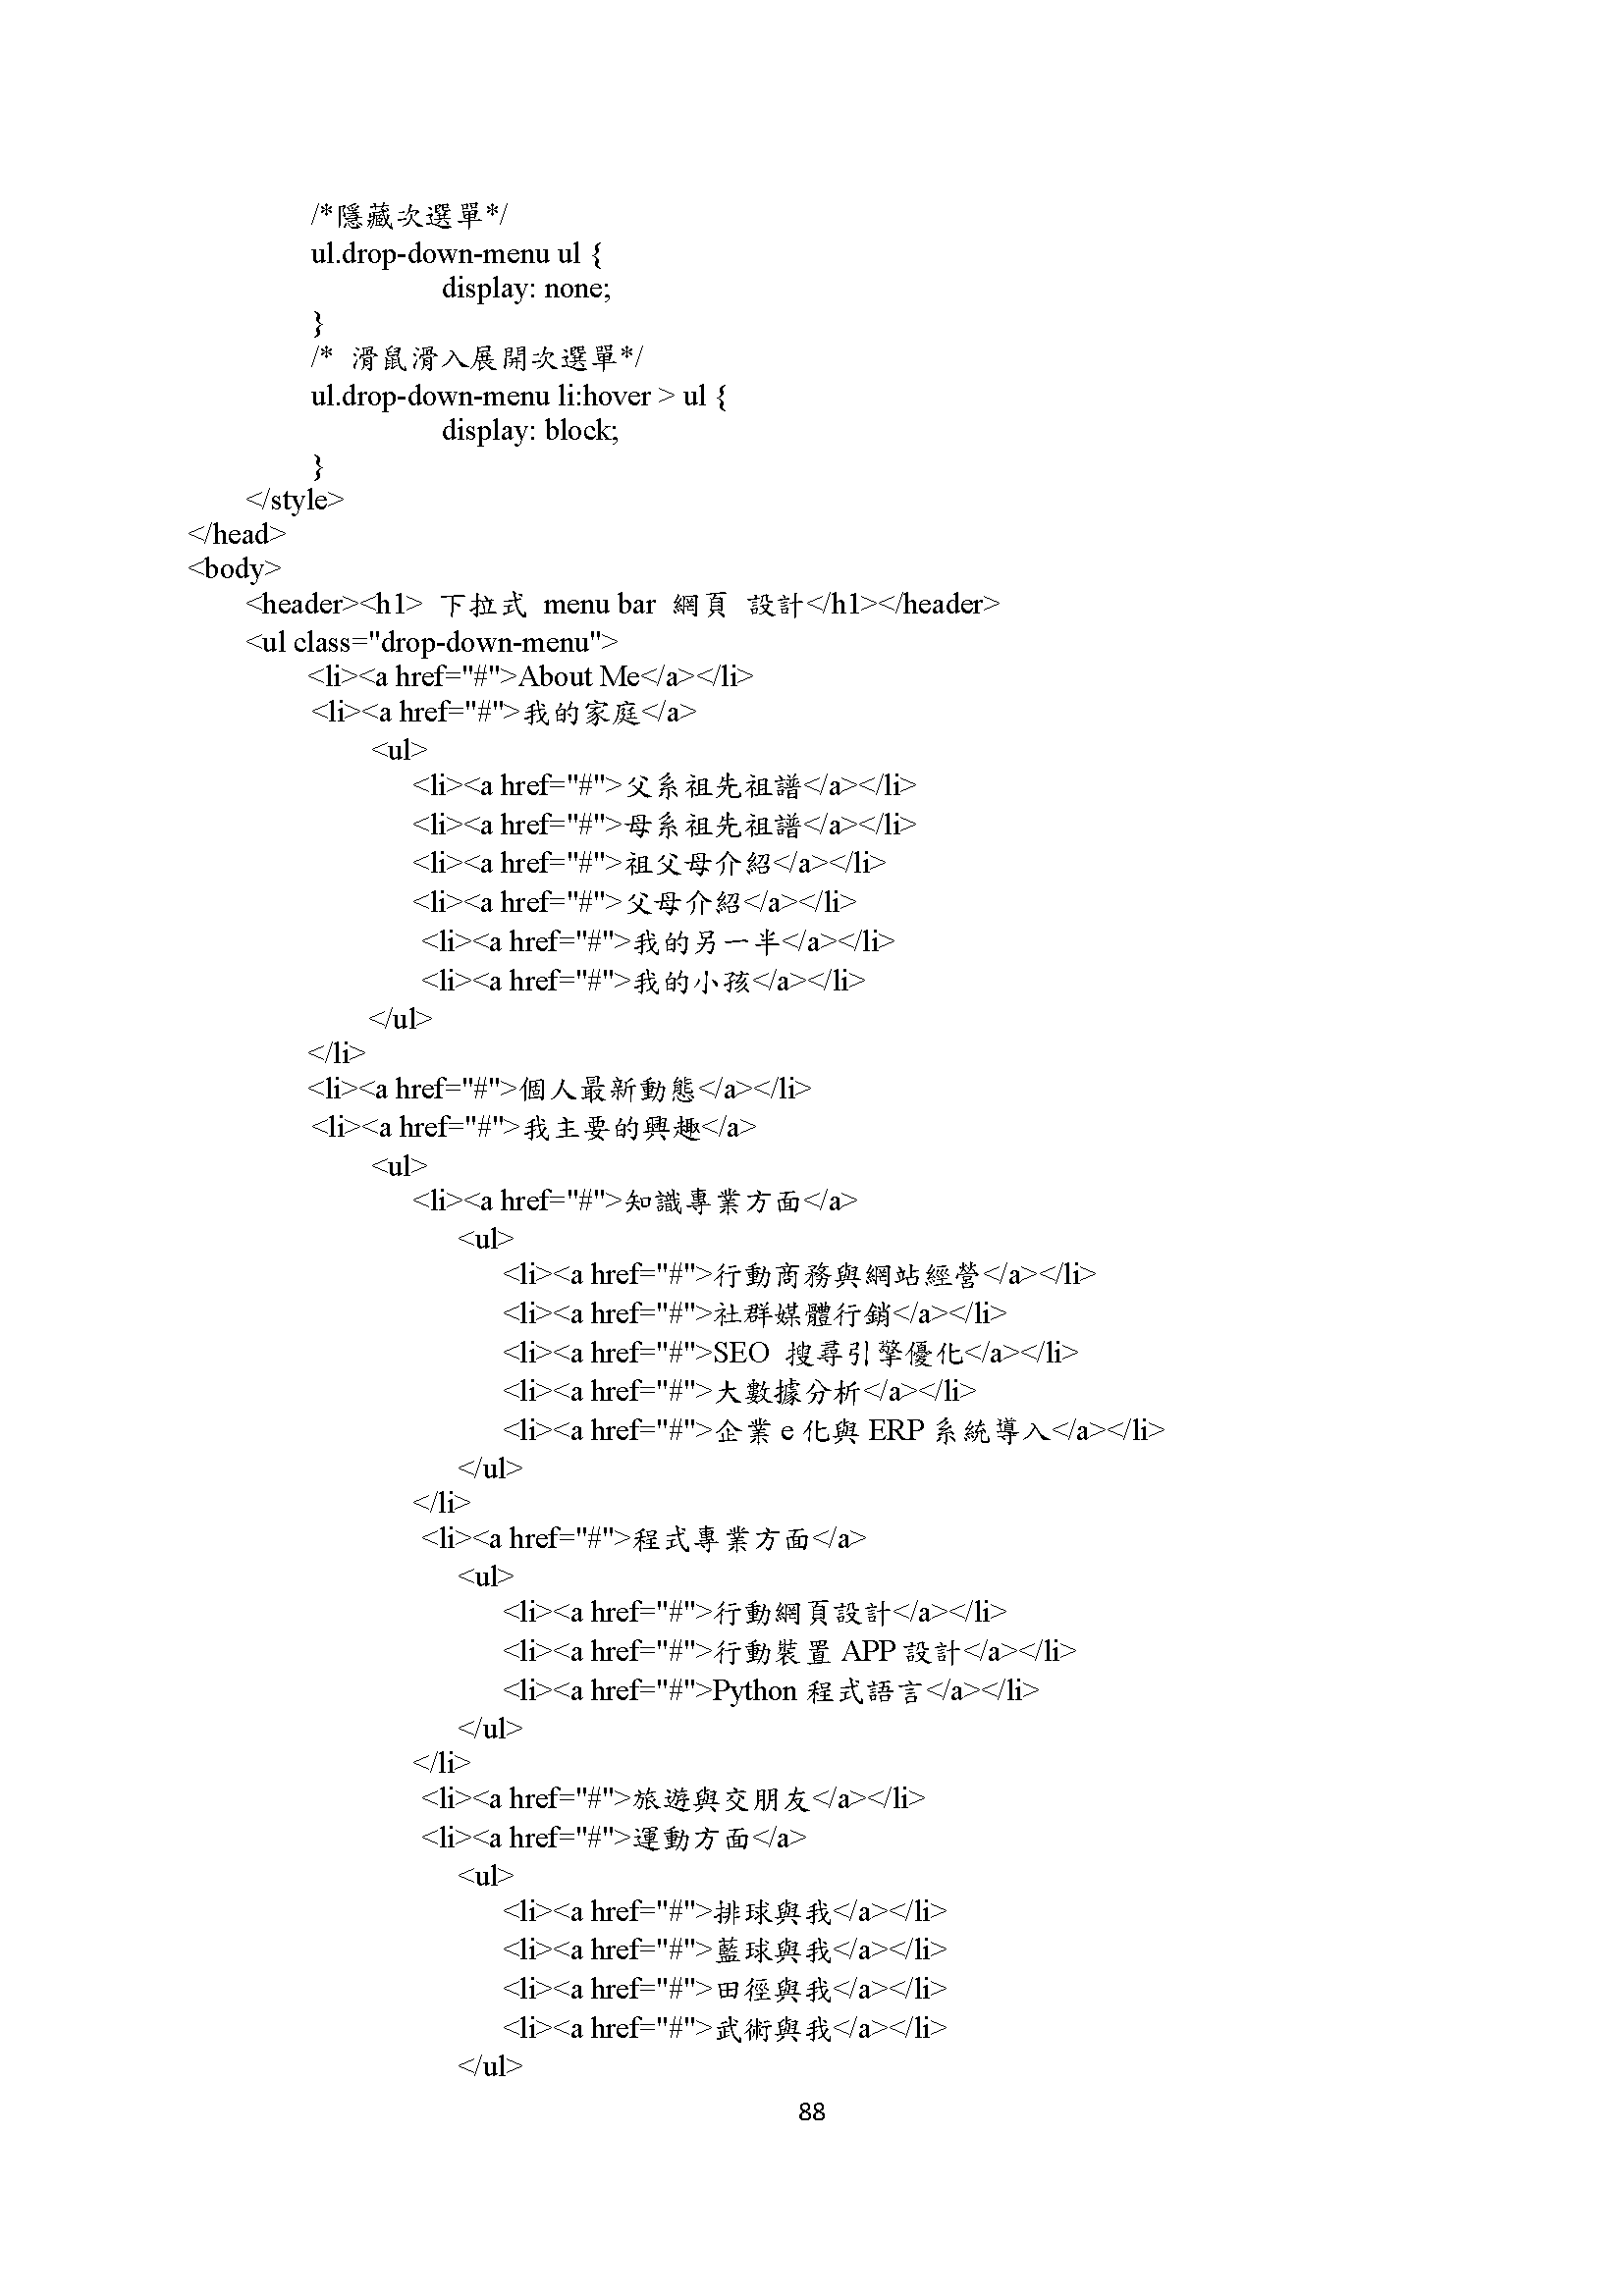 /*隱藏次選單*/
ul.drop-down-menu ul {
display: none;
}
/* 滑鼠滑入展開次選單*/
ul.drop-down-menu li:hover > ul {
display: block;
}
</style>
</head>
<body>
<header><h1> 下拉式 menu bar 網頁 設計</h1></header>
<ul class="drop-down-menu">
<li><a href="#">About Me</a></li>
<li><a href="#">我的家庭</a>
<ul>
<li><a href="#">父系祖先祖譜</a></li>
<li><a href="#">母系祖先祖譜</a></li>
<li><a href="#">祖父母介紹</a></li>
<li><a href="#">父母介紹</a></li>
<li><a href="#">我的另一半</a></li>
<li><a href="#">我的小孩</a></li>
</ul>
</li>
<li><a href="#">個人最新動態</a></li>
<li><a href="#">我主要的興趣</a>
<ul>
<li><a href="#">知識專業方面</a>
<ul>
<li><a href="#">行動商務與網站經營</a></li>
<li><a href="#">社群媒體行銷</a></li>
<li><a href="#">SEO 搜尋引擎優化</a></li>
<li><a href="#">大數據分析</a></li>
<li><a href="#">企業 e 化與 ERP 系統導入</a></li>
</ul>
</li>
<li><a href="#">程式專業方面</a>
<ul>
<li><a href="#">行動網頁設計</a></li>
<li><a href="#">行動裝置 APP 設計</a></li>
<li><a href="#">Python 程式語言</a></li>
</ul>
</li>
<li><a href="#">旅遊與交朋友</a></li>
<li><a href="#">運動方面</a>
<ul>
<li><a href="#">排球與我</a></li>
<li><a href="#">藍球與我</a></li>
<li><a href="#">田徑與我</a></li>
<li><a href="#">武術與我</a></li>
</ul>
88